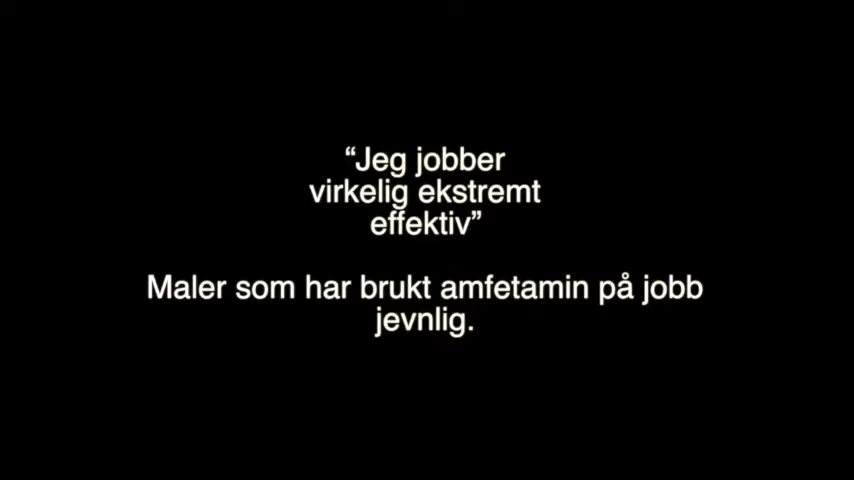 “Jeg jobber
virkelig ekstremt
effektiv”
Maler som har brukt amfetamin på jobb
jevnlig.